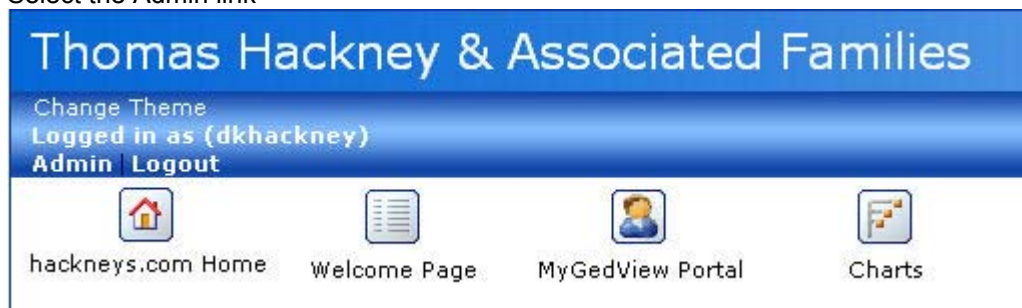 Select the Admin link
Thomas Hackney & Associated Families
Change Theme
Logged in as (dkhackney)
Admin | Logout
hackneys.com Home
Welcome Page
MyGedView Portal
Charts